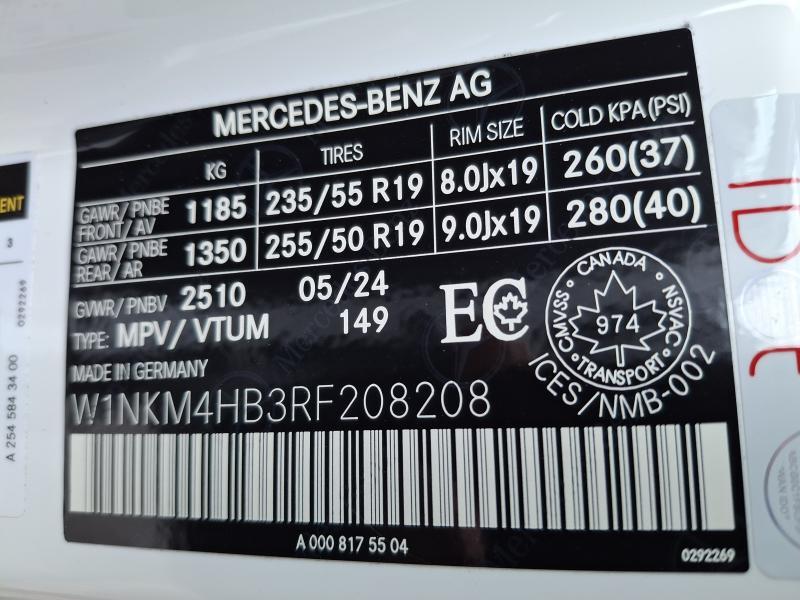 MERCEDES-BENZ AG
KG TIRES RIM SIZE COLD KPA(PSI)
GAWR/PNBE FRONT/AV 1185 235/55 R19 8.0Jx19 260(37)
GAWR/PNBE REAR/AR 1350 255/50 R19 9.0Jx19 280(40)
GVWR/PNBV 2510 05/24
TYPE: MPV/VTUM 149
EC
CANADA
CMVSS NSVAC
974
TRANSPORT
ICES/NMB-002
MADE IN GERMANY
W1NKM4HB3RF208208
A 000 817 55 04
0292269
ENT
3
0292269
A 254 584 34 00